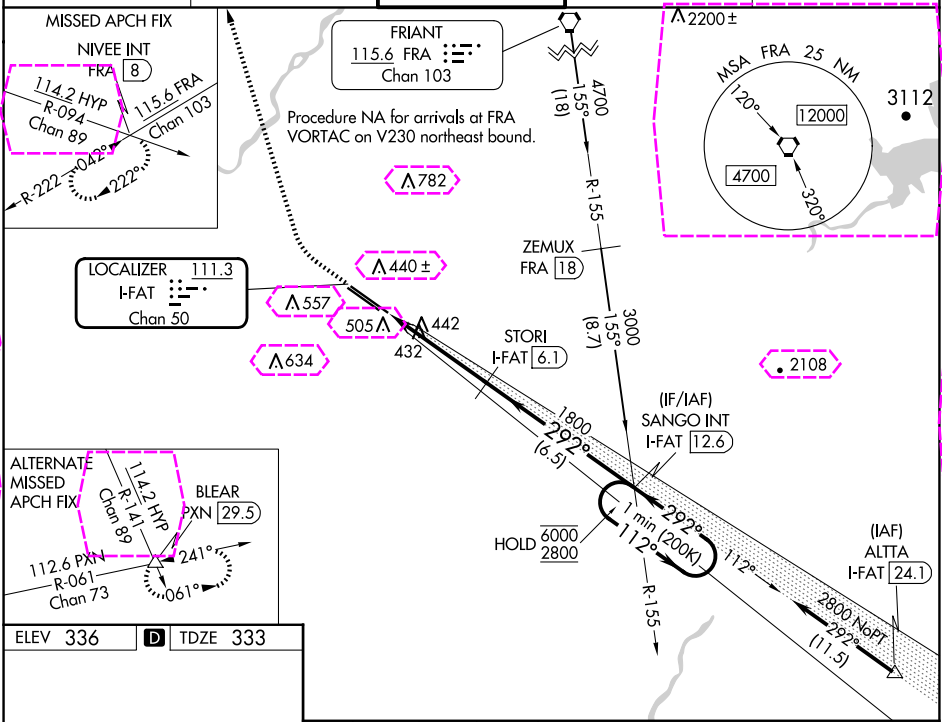 MISSED APCH FIX
NIVEE INT
FRA 8
114.2 HYP
R-094
Chan 89
115.6 FRA
Chan 103
R-222
042°
222°
FRIANT
115.6 FRA
Chan 103
Procedure NA for arrivals at FRA
VORTAC on V230 northeast bound.
4700
155°
(18)
R-155
2200±
MSA FRA 25 NM
120°
12000
4700
320°
3112
782
ZEMUX
FRA 18
LOCALIZER 111.3
I-FAT
Chan 50
440±
557
505
442
432
634
3000
155°
(8.7)
STORI
I-FAT 6.1
2108
(IF/IAF)
SANGO INT
I-FAT 12.6
1800
292°
(6.5)
HOLD 6000
2800
1 min (200K)
292°
112°
112°
R-155
(IAF)
ALTTA
I-FAT 24.1
2800 NoPT
292°
(11.5)
ALTERNATE
MISSED
APCH FIX
114.2 HYP
R-141
Chan 89
BLEAR
PXN 29.5
112.6 PXN
R-061
Chan 73
241°
061°
ELEV 336 D TDZE 333